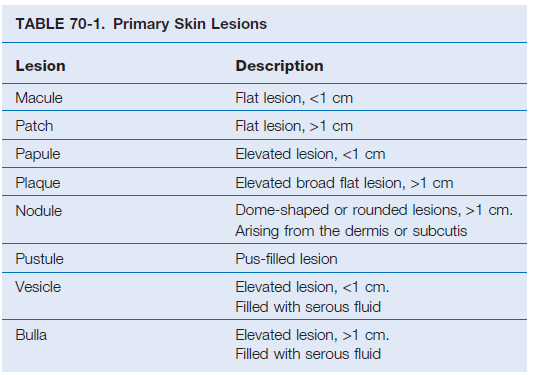 TABLE 70-1. Primary Skin Lesions
Lesion Description
Macule Flat lesion, <1 cm
Patch Flat lesion, >1 cm
Papule Elevated lesion, <1 cm
Plaque Elevated broad flat lesion, >1 cm
Nodule Dome-shaped or rounded lesions, >1 cm.
Arising from the dermis or subcutis
Pustule Pus-filled lesion
Vesicle Elevated lesion, <1 cm.
Filled with serous fluid
Bulla Elevated lesion, >1 cm.
Filled with serous fluid